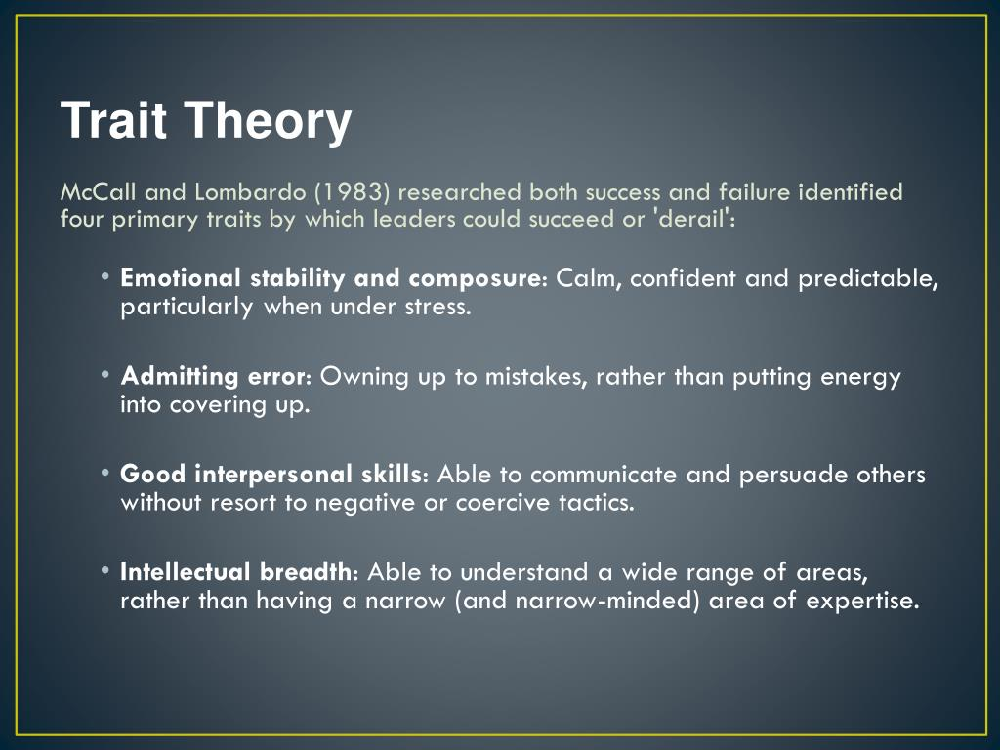 Trait Theory
McCall and Lombardo (1983) researched both success and failure identified
four primary traits by which leaders could succeed or 'derail':
• Emotional stability and composure: Calm, confident and predictable,
particularly when under stress.
• Admitting error: Owning up to mistakes, rather than putting energy
into covering up.
• Good interpersonal skills: Able to communicate and persuade others
without resort to negative or coercive tactics.
• Intellectual breadth: Able to understand a wide range of areas,
rather than having a narrow (and narrow-minded) area of expertise.